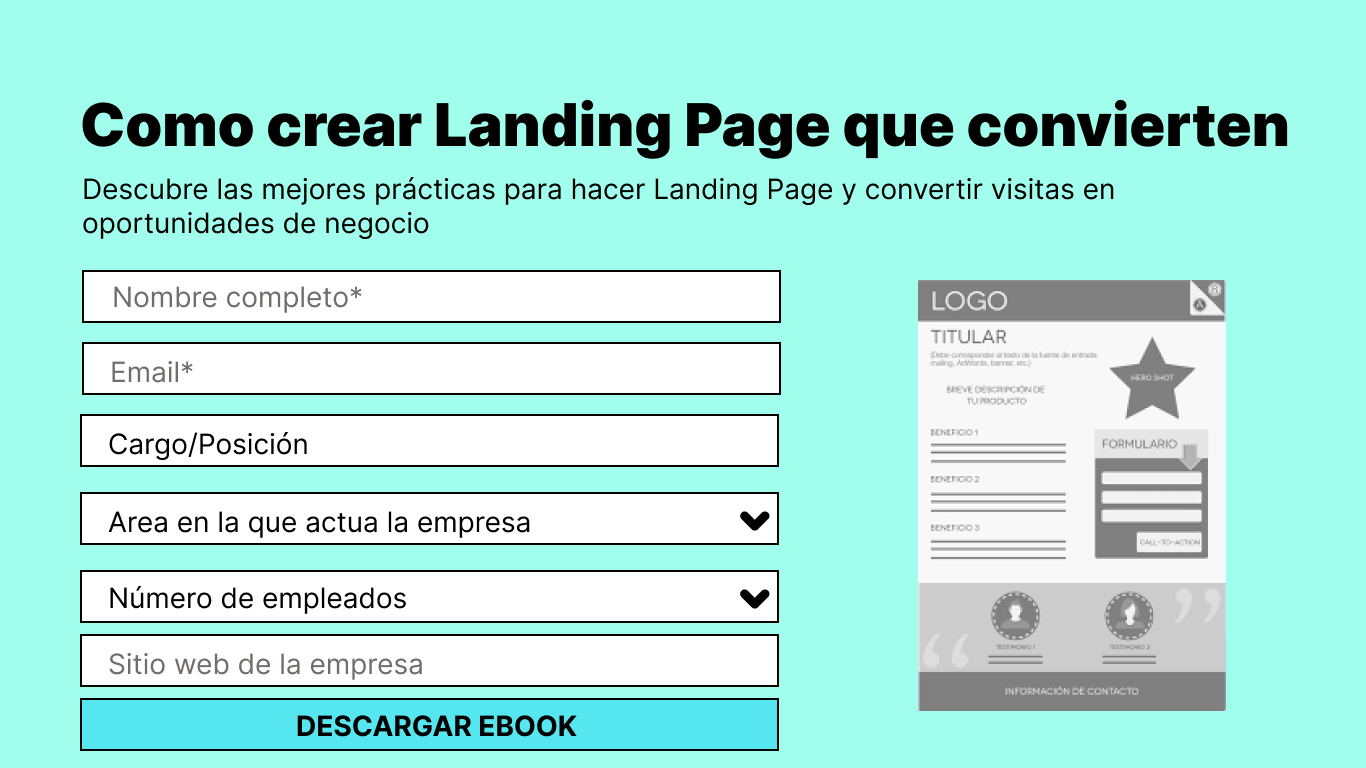 Como crear Landing Page que convierten
Descubre las mejores prácticas para hacer Landing Page y convertir visitas en
oportunidades de negocio
Nombre completo*
Email*
Cargo/Posición
Area en la que actua la empresa
Número de empleados
Sitio web de la empresa
DESCARGAR EBOOK
LOGO
A
B
TITULAR
(Debe corresponder al texto de la fuente de entrada:
mailing, AdWords, banner, etc.)
HERO SHOT
BREVE DESCRIPCIÓN DE
TU PRODUCTO
BENEFICIO 1
FORMULARIO
BENEFICIO 2
BENEFICIO 3
CALL-TO-ACTION
TESTIMONIO 1
TESTIMONIO 2
INFORMACIÓN DE CONTACTO